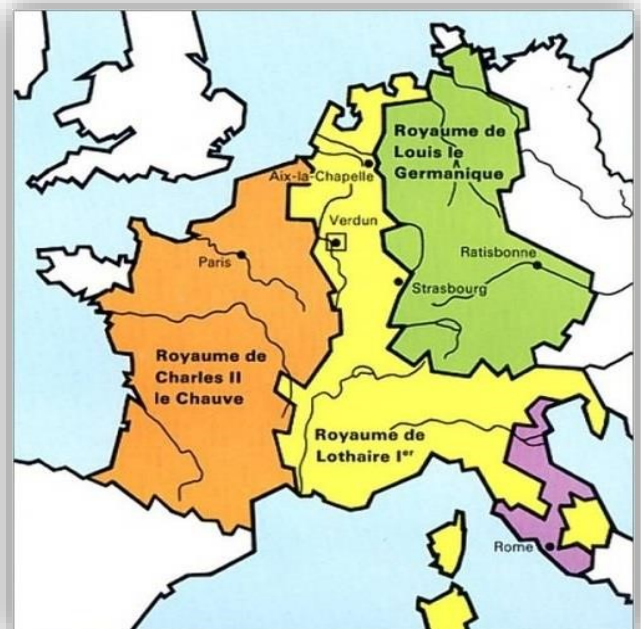 Royaume de
Louis le
Germanique
Aix-la-Chapelle
Verdun
Paris
Ratisbonne
Strasbourg
Royaume de
Charles II
le Chauve
Royaume de
Lothaire Iᵉʳ
Rome